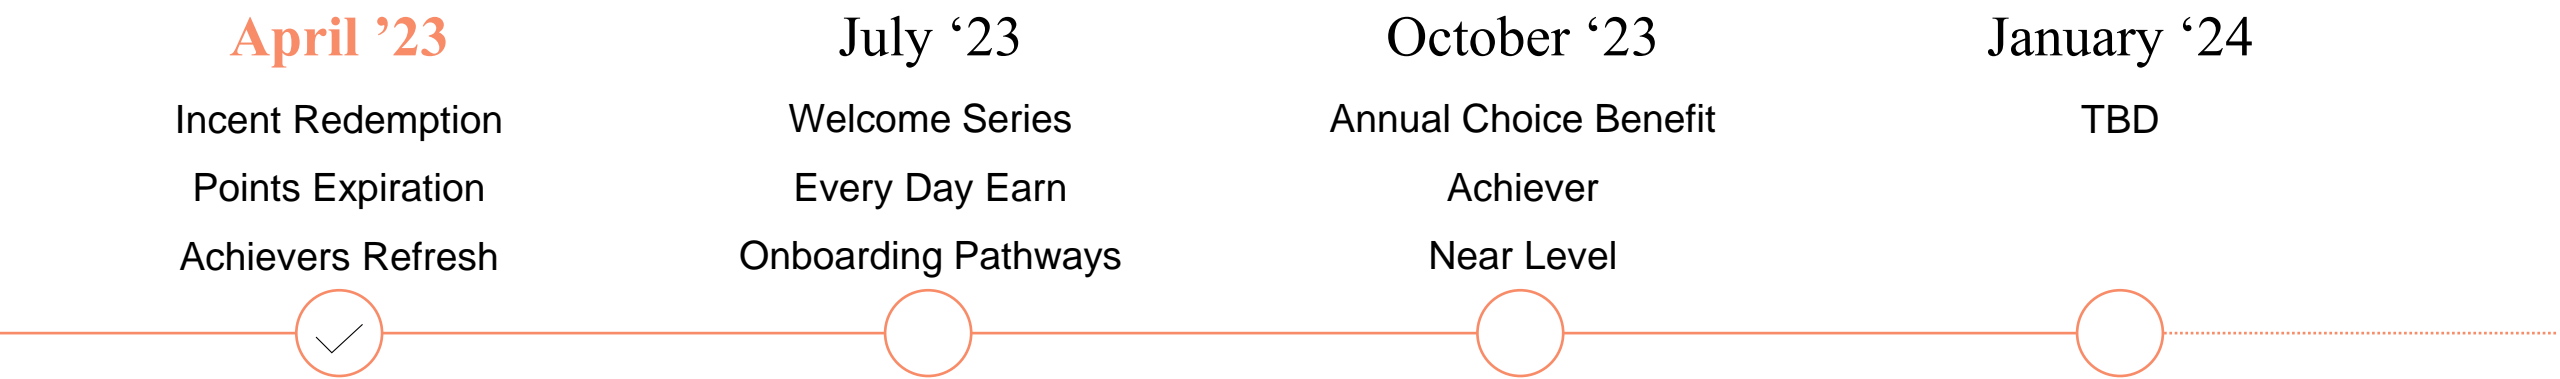 April ’23
Incent Redemption
Points Expiration
Achievers Refresh
July ‘23
Welcome Series
Every Day Earn
Onboarding Pathways
October ‘23
Annual Choice Benefit
Achiever
Near Level
January ‘24
TBD